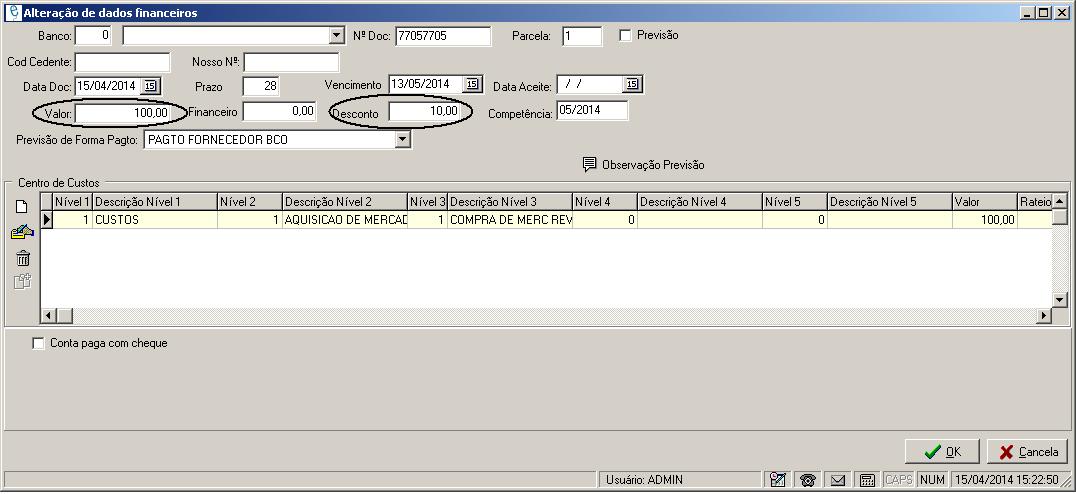 Alteração de dados financeiros
Banco: 0 Nº Doc: 77057705 Parcela: 1 Previsão
Cod Cedente: Nosso Nº:
Data Doc: 15/04/2014 15 Prazo 28 Vencimento 13/05/2014 15 Data Aceite: / / 15
Valor: 100,00 Financeiro 0,00 Desconto 10,00 Competência: 05/2014
Previsão de Forma Pagto: PAGTO FORNECEDOR BCO
Observação Previsão
Centro de Custos
Nível 1 Descrição Nível 1 Nível 2 Descrição Nível 2 Nível 3 Descrição Nível 3 Nível 4 Descrição Nível 4 Nível 5 Descrição Nível 5 Valor Rateio
1 CUSTOS 1 AQUISICAO DE MERCAD 1 COMPRA DE MERC REV 0 0 100,00
Conta paga com cheque
OK Cancela
Usuário: ADMIN CAPS NUM 15/04/2014 15:22:50